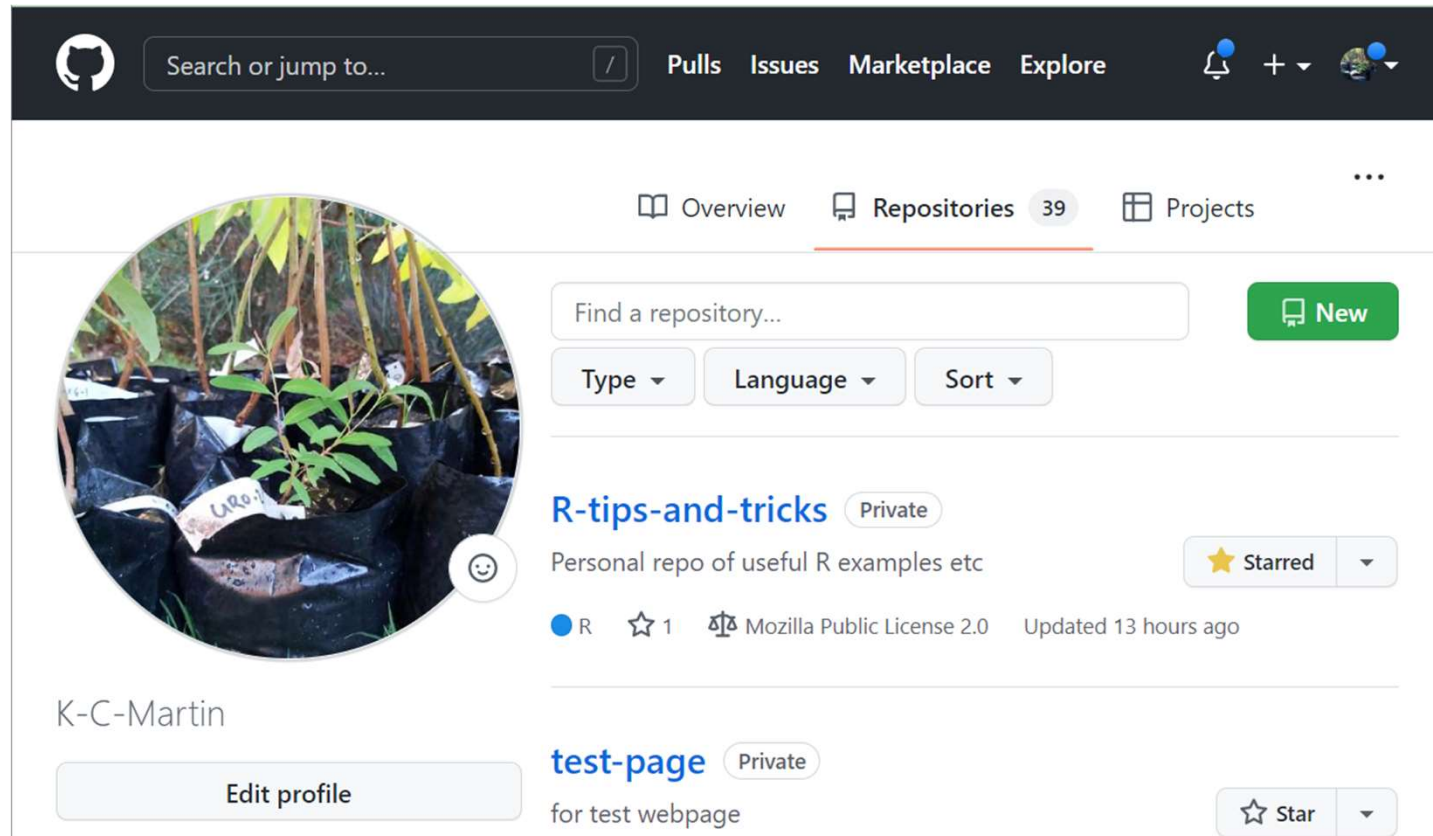 Search or jump to... /
Pulls Issues Marketplace Explore
Overview Repositories 39 Projects
Find a repository...
New
Type Language Sort
R-tips-and-tricks Private
Personal repo of useful R examples etc
Starred
R 1 Mozilla Public License 2.0 Updated 13 hours ago
K-C-Martin
Edit profile
test-page Private
for test webpage
Star